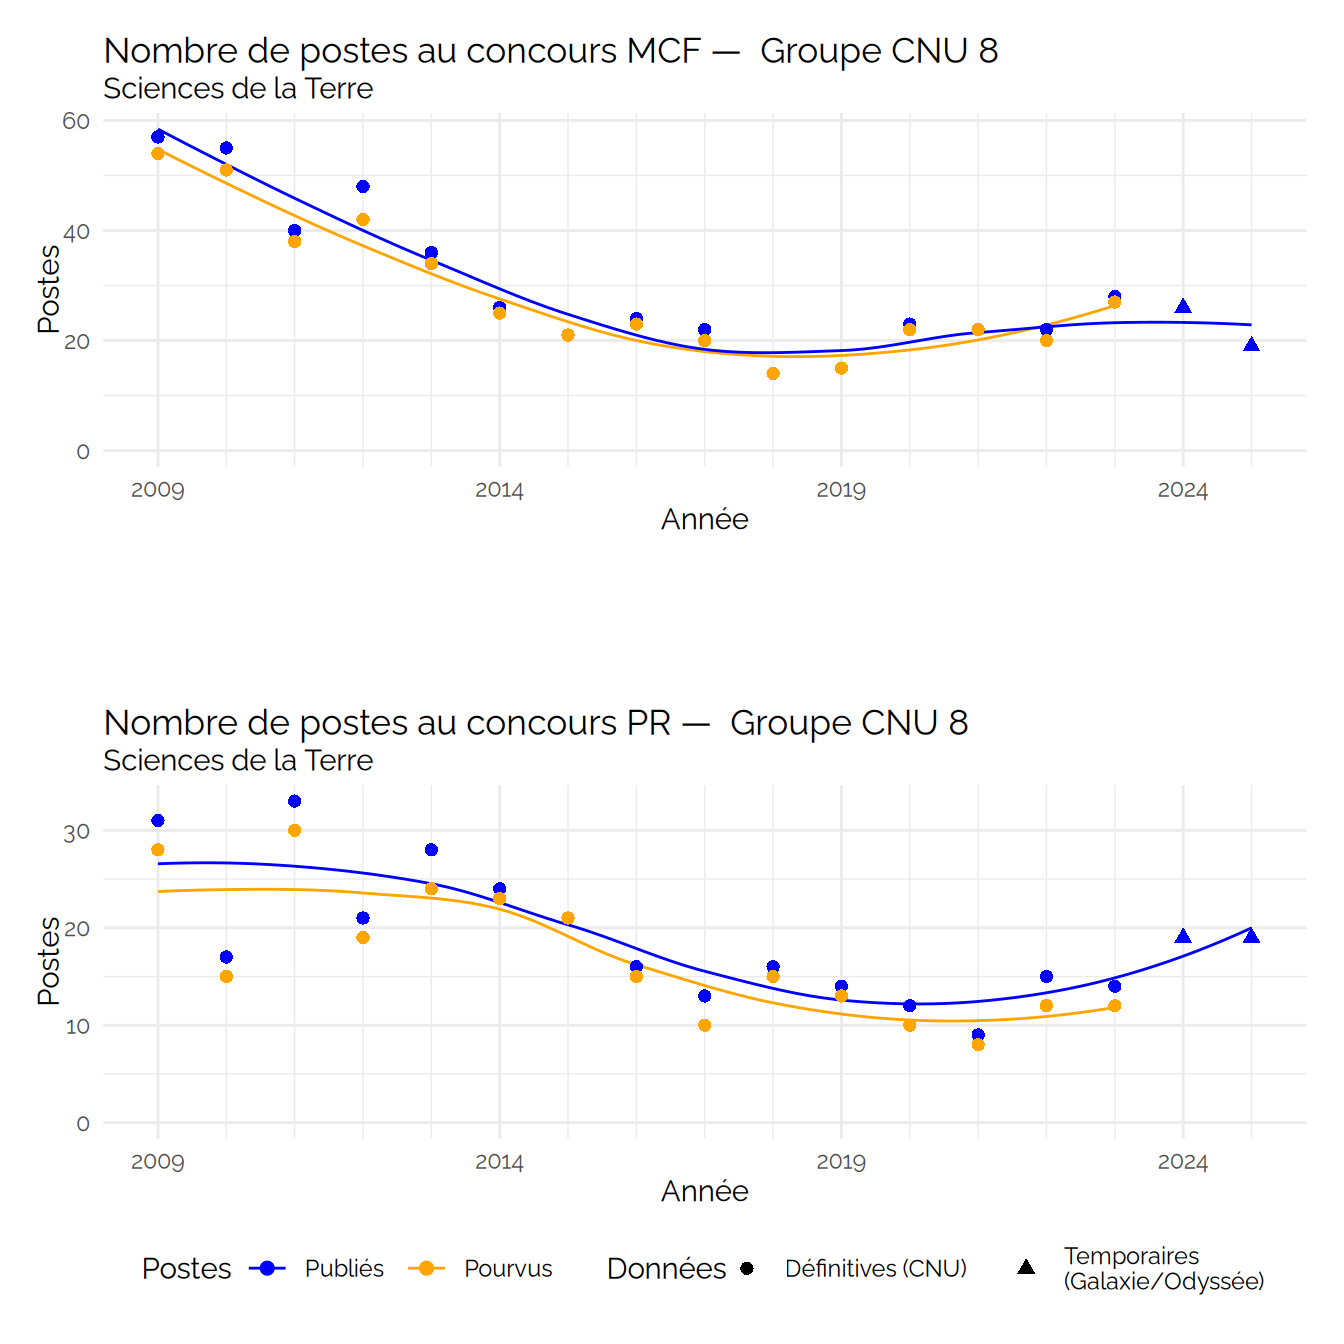 Nombre de postes au concours MCF — Groupe CNU 8
Sciences de la Terre
60
40
20
0
Postes
2009 2014 2019 2024
Année
Nombre de postes au concours PR — Groupe CNU 8
Sciences de la Terre
30
20
10
0
Postes
2009 2014 2019 2024
Année
Postes Publiés Pourvus Données Définitives (CNU) Temporaires
(Galaxie/Odyssée)